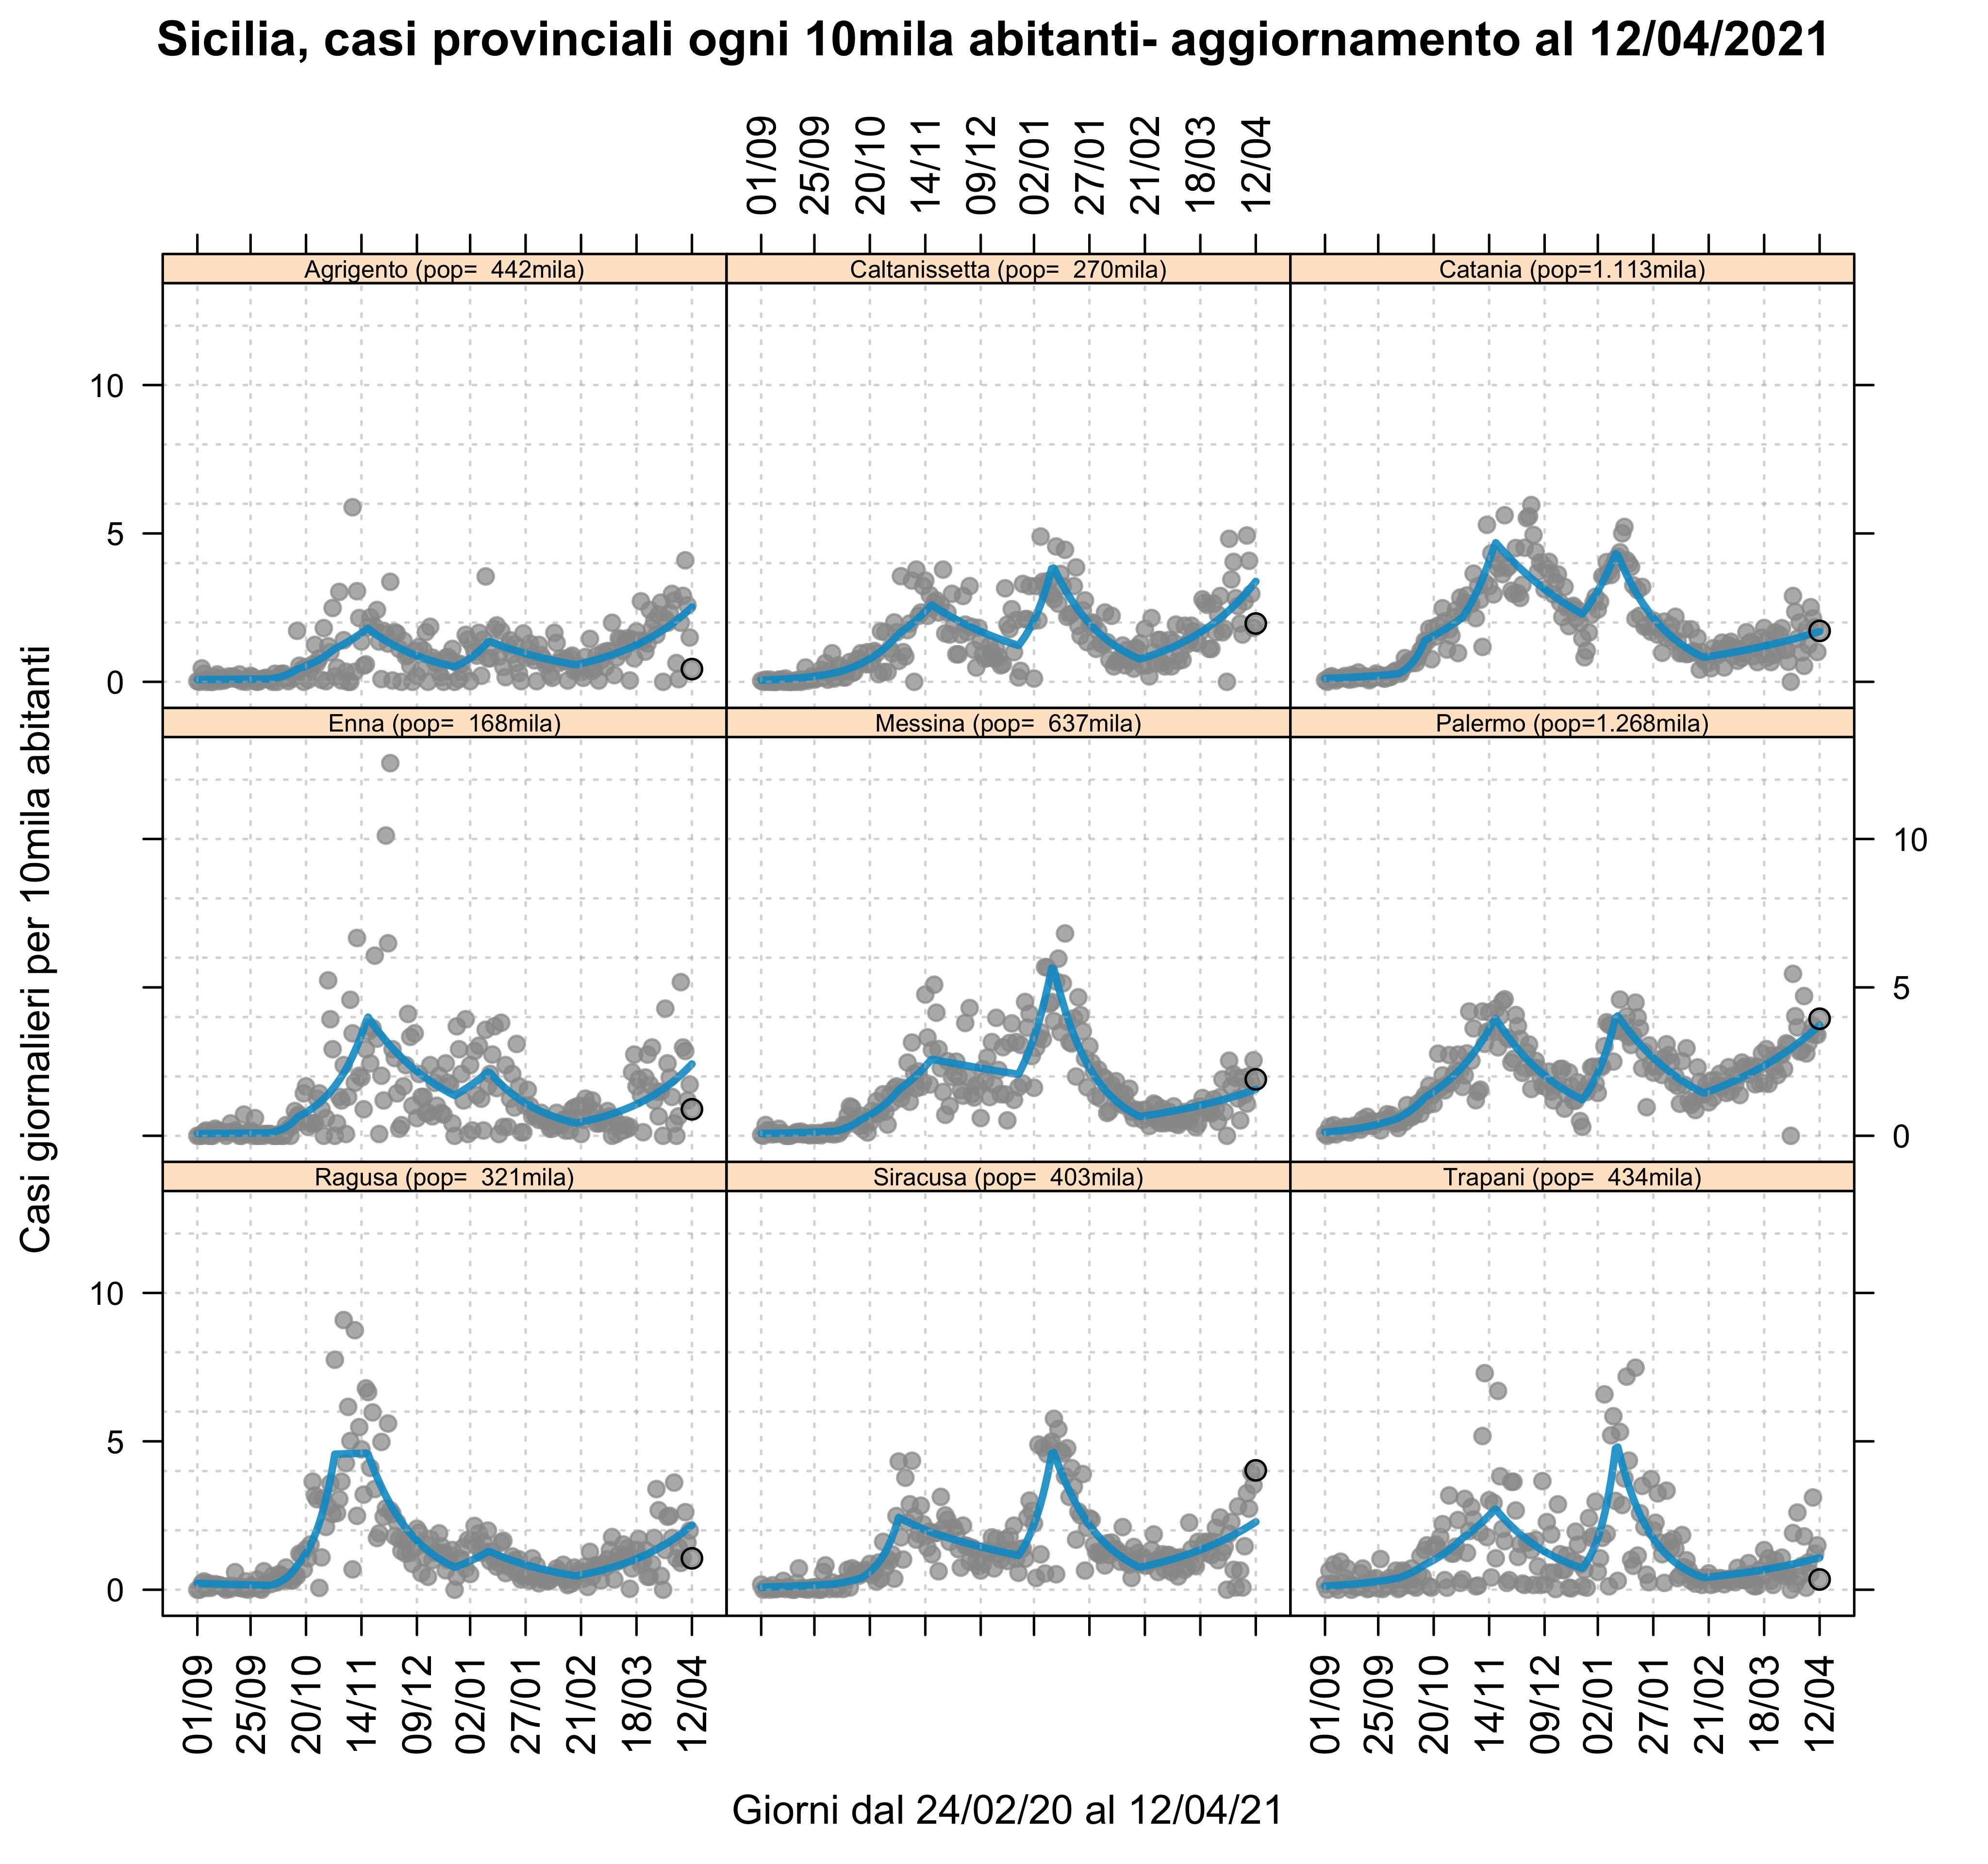 Sicilia, casi provinciali ogni 10mila abitanti- aggiornamento al 12/04/2021
01/09 25/09 20/10 14/11 09/12 02/01 27/01 21/02 18/03 12/04
Agrigento (pop=  442mila) Caltanissetta (pop=  270mila) Catania (pop=1.113mila)
10
5
0
Enna (pop=  168mila) Messina (pop=  637mila) Palermo (pop=1.268mila)
10
5
0
Ragusa (pop=  321mila) Siracusa (pop=  403mila) Trapani (pop=  434mila)
10
5
0
Casi giornalieri per 10mila abitanti
01/09 25/09 20/10 14/11 09/12 02/01 27/01 21/02 18/03 12/04
01/09 25/09 20/10 14/11 09/12 02/01 27/01 21/02 18/03 12/04
Giorni dal 24/02/20 al 12/04/21